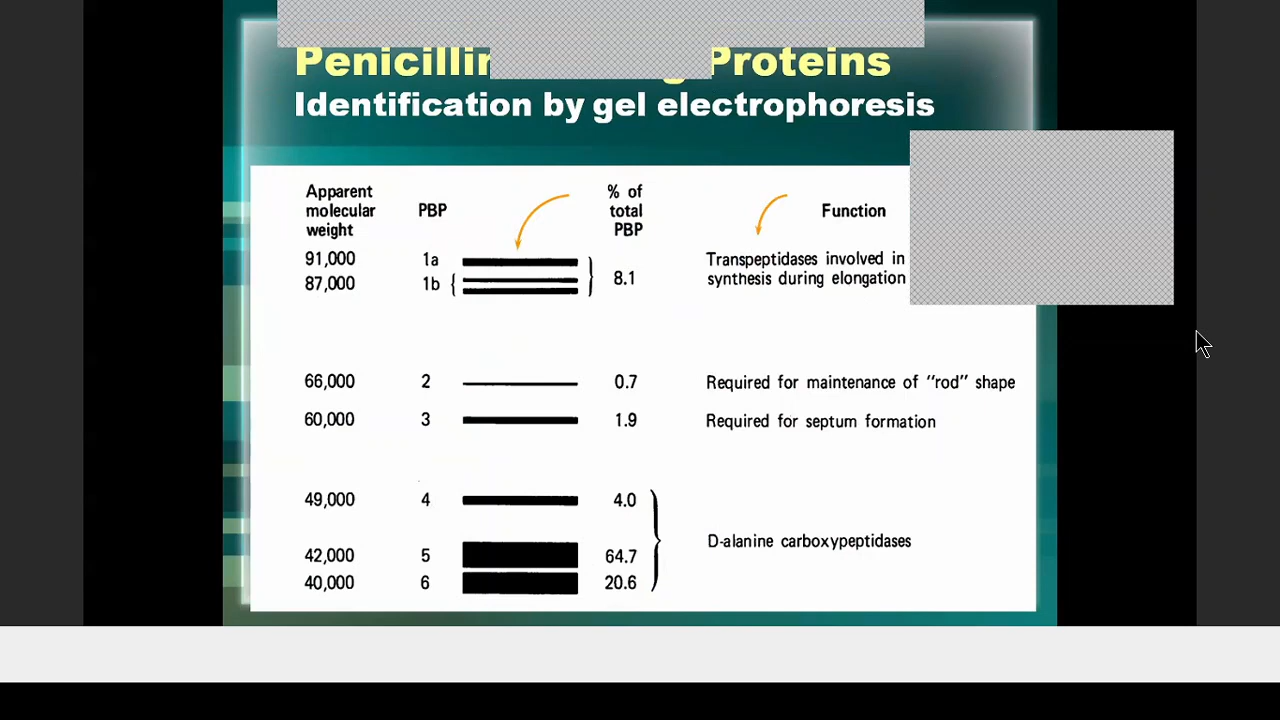 Proteins
Identification by gel electrophoresis
Apparent molecular weight PBP % of total PBP Function
91,000 1a Transpeptidases involved in
87,000 1b 8.1 synthesis during elongation
66,000 2 0.7 Required for maintenance of "rod" shape
60,000 3 1.9 Required for septum formation
49,000 4 4.0
D-alanine carboxypeptidases
42,000 5 64.7
40,000 6 20.6